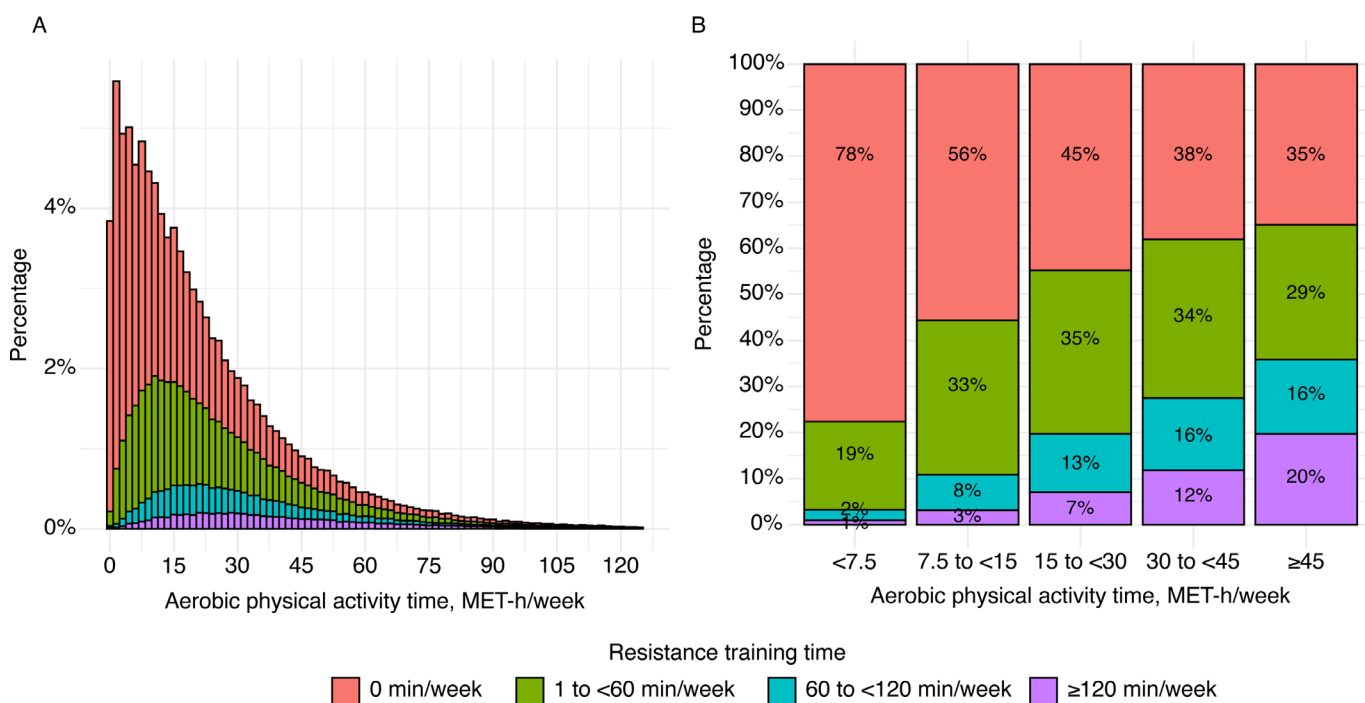 A
B
Percentage
4%
2%
0%
0 15 30 45 60 75 90 105 120
Aerobic physical activity time, MET-h/week
Percentage
100%
90%
80%
70%
60%
50%
40%
30%
20%
10%
0%
78% 56% 45% 38% 35%
19% 33% 35% 34% 29%
2% 8% 13% 16% 16%
1% 3% 7% 12% 20%
<7.5 7.5 to <15 15 to <30 30 to <45 ≥45
Aerobic physical activity time, MET-h/week
Resistance training time
0 min/week 1 to <60 min/week 60 to <120 min/week ≥120 min/week